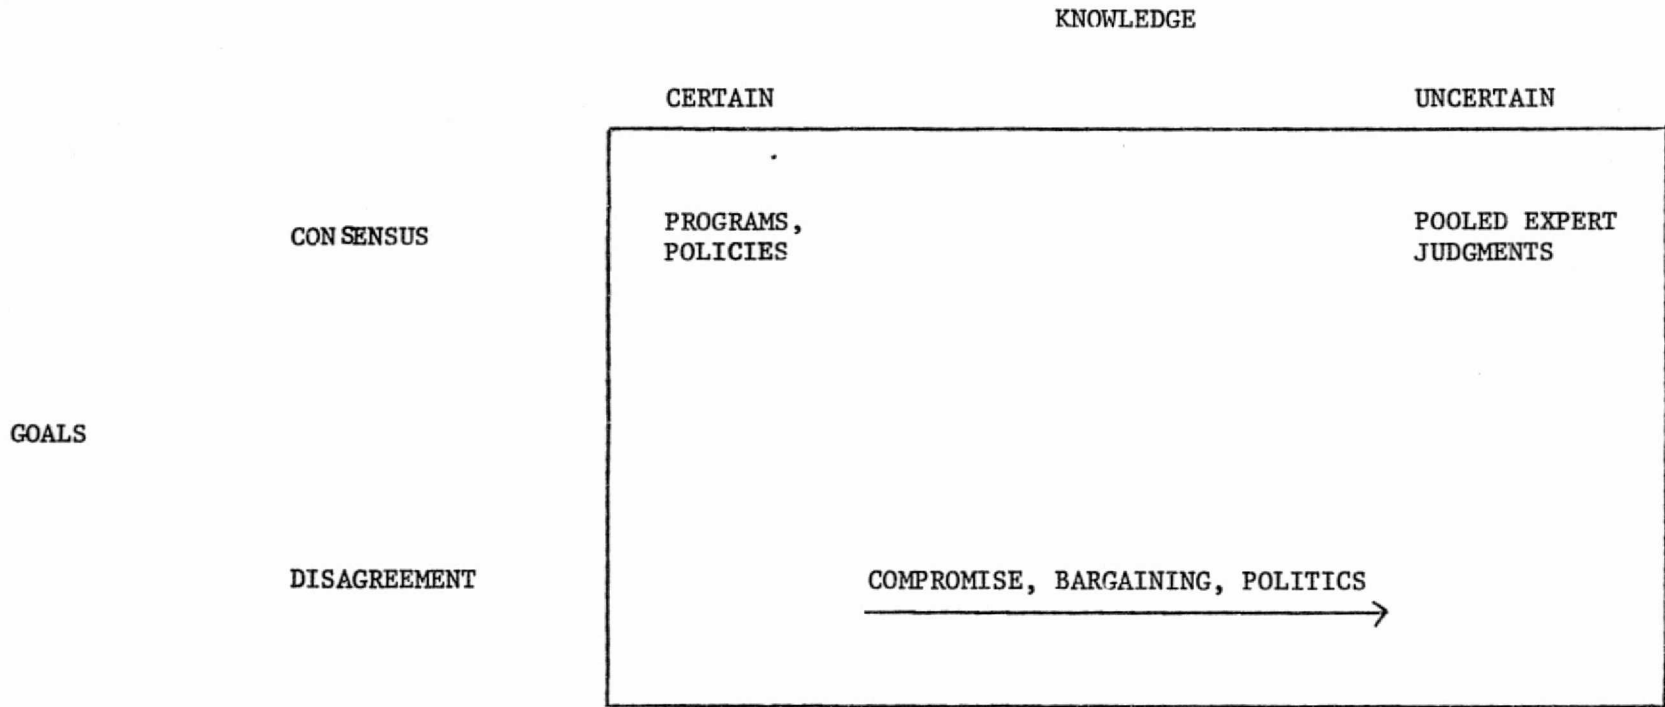 KNOWLEDGE
CERTAIN UNCERTAIN
CONSENSUS PROGRAMS, POOLED EXPERT
POLICIES JUDGMENTS
GOALS
DISAGREEMENT COMPROMISE, BARGAINING, POLITICS